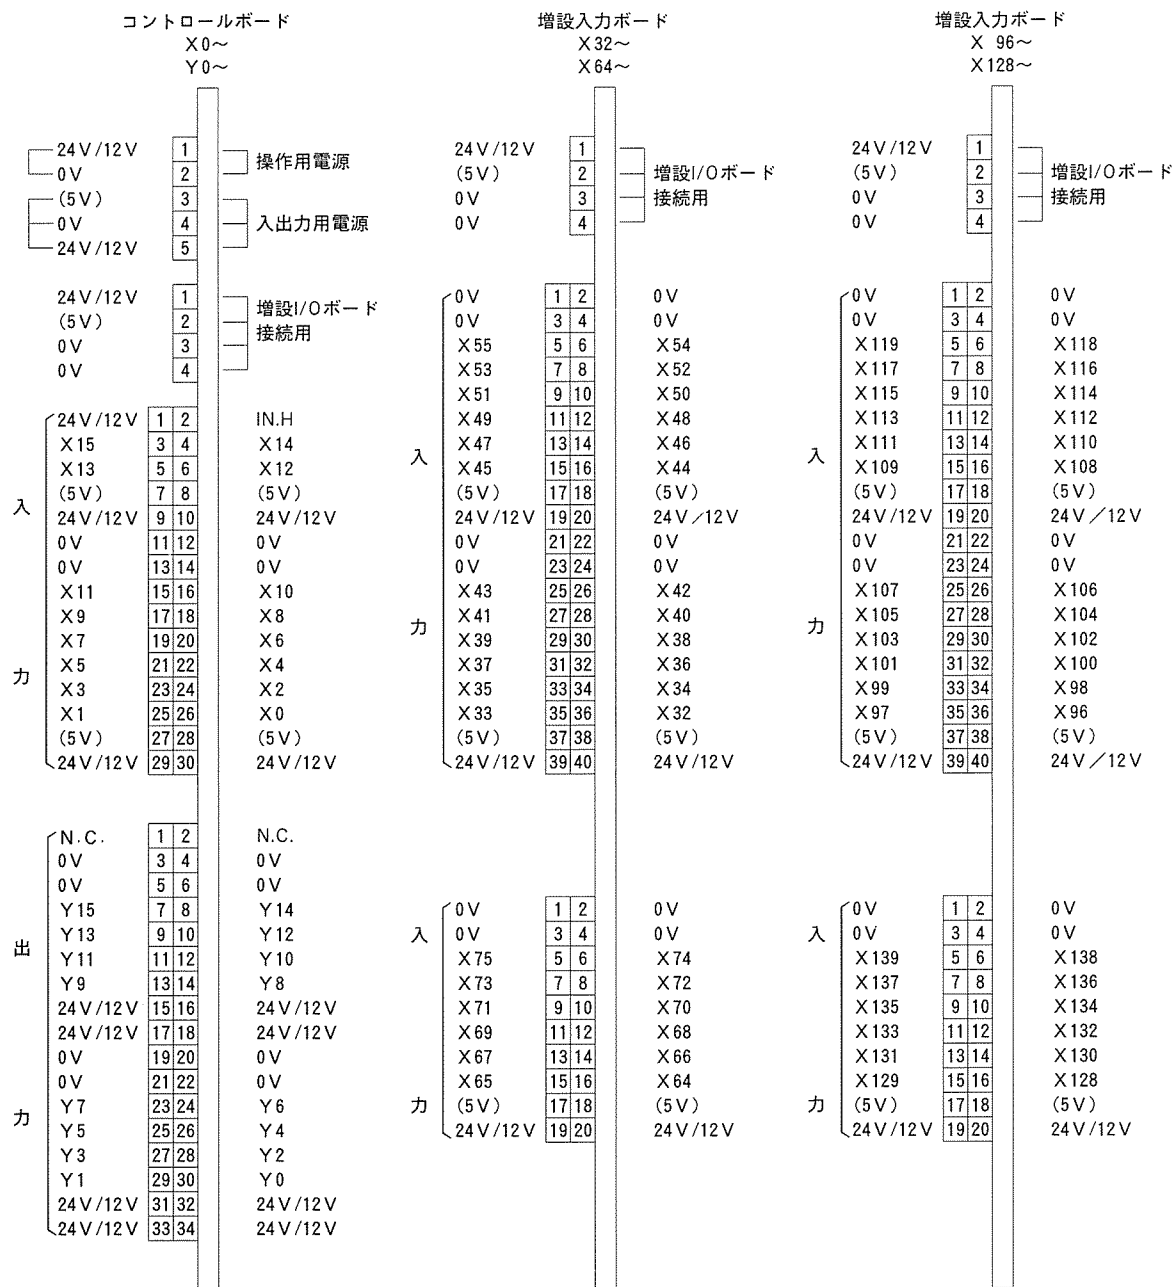 コントロールボード
X0～
Y0～
24V/12V 1
0V 2
操作用電源
(5V) 3
0V 4
24V/12V 5
入出力用電源
24V/12V 1
(5V) 2
0V 3
0V 4
増設I/Oボード
接続用
入力
24V/12V 1 2 IN.H
X15 3 4 X14
X13 5 6 X12
(5V) 7 8 (5V)
24V/12V 9 10 24V/12V
0V 11 12 0V
0V 13 14 0V
X11 15 16 X10
X9 17 18 X8
X7 19 20 X6
X5 21 22 X4
X3 23 24 X2
X1 25 26 X0
(5V) 27 28 (5V)
24V/12V 29 30 24V/12V
出力
N.C. 1 2 N.C.
0V 3 4 0V
0V 5 6 0V
Y15 7 8 Y14
Y13 9 10 Y12
Y11 11 12 Y10
Y9 13 14 Y8
24V/12V 15 16 24V/12V
24V/12V 17 18 24V/12V
0V 19 20 0V
0V 21 22 0V
Y7 23 24 Y6
Y5 25 26 Y4
Y3 27 28 Y2
Y1 29 30 Y0
24V/12V 31 32 24V/12V
24V/12V 33 34 24V/12V
増設入力ボード
X32～
X64～
24V/12V 1
(5V) 2
0V 3
0V 4
増設I/Oボード
接続用
入力
0V 1 2 0V
0V 3 4 0V
X55 5 6 X54
X53 7 8 X52
X51 9 10 X50
X49 11 12 X48
X47 13 14 X46
X45 15 16 X44
(5V) 17 18 (5V)
24V/12V 19 20 24V／12V
0V 21 22 0V
0V 23 24 0V
X43 25 26 X42
X41 27 28 X40
X39 29 30 X38
X37 31 32 X36
X35 33 34 X34
X33 35 36 X32
(5V) 37 38 (5V)
24V/12V 39 40 24V/12V
入力
0V 1 2 0V
0V 3 4 0V
X75 5 6 X74
X73 7 8 X72
X71 9 10 X70
X69 11 12 X68
X67 13 14 X66
X65 15 16 X64
(5V) 17 18 (5V)
24V/12V 19 20 24V/12V
増設入力ボード
X 96～
X128～
24V/12V 1
(5V) 2
0V 3
0V 4
増設I/Oボード
接続用
入力
0V 1 2 0V
0V 3 4 0V
X119 5 6 X118
X117 7 8 X116
X115 9 10 X114
X113 11 12 X112
X111 13 14 X110
X109 15 16 X108
(5V) 17 18 (5V)
24V/12V 19 20 24V／12V
0V 21 22 0V
0V 23 24 0V
X107 25 26 X106
X105 27 28 X104
X103 29 30 X102
X101 31 32 X100
X99 33 34 X98
X97 35 36 X96
(5V) 37 38 (5V)
24V/12V 39 40 24V／12V
入力
0V 1 2 0V
0V 3 4 0V
X139 5 6 X138
X137 7 8 X136
X135 9 10 X134
X133 11 12 X132
X131 13 14 X130
X129 15 16 X128
(5V) 17 18 (5V)
24V/12V 19 20 24V/12V